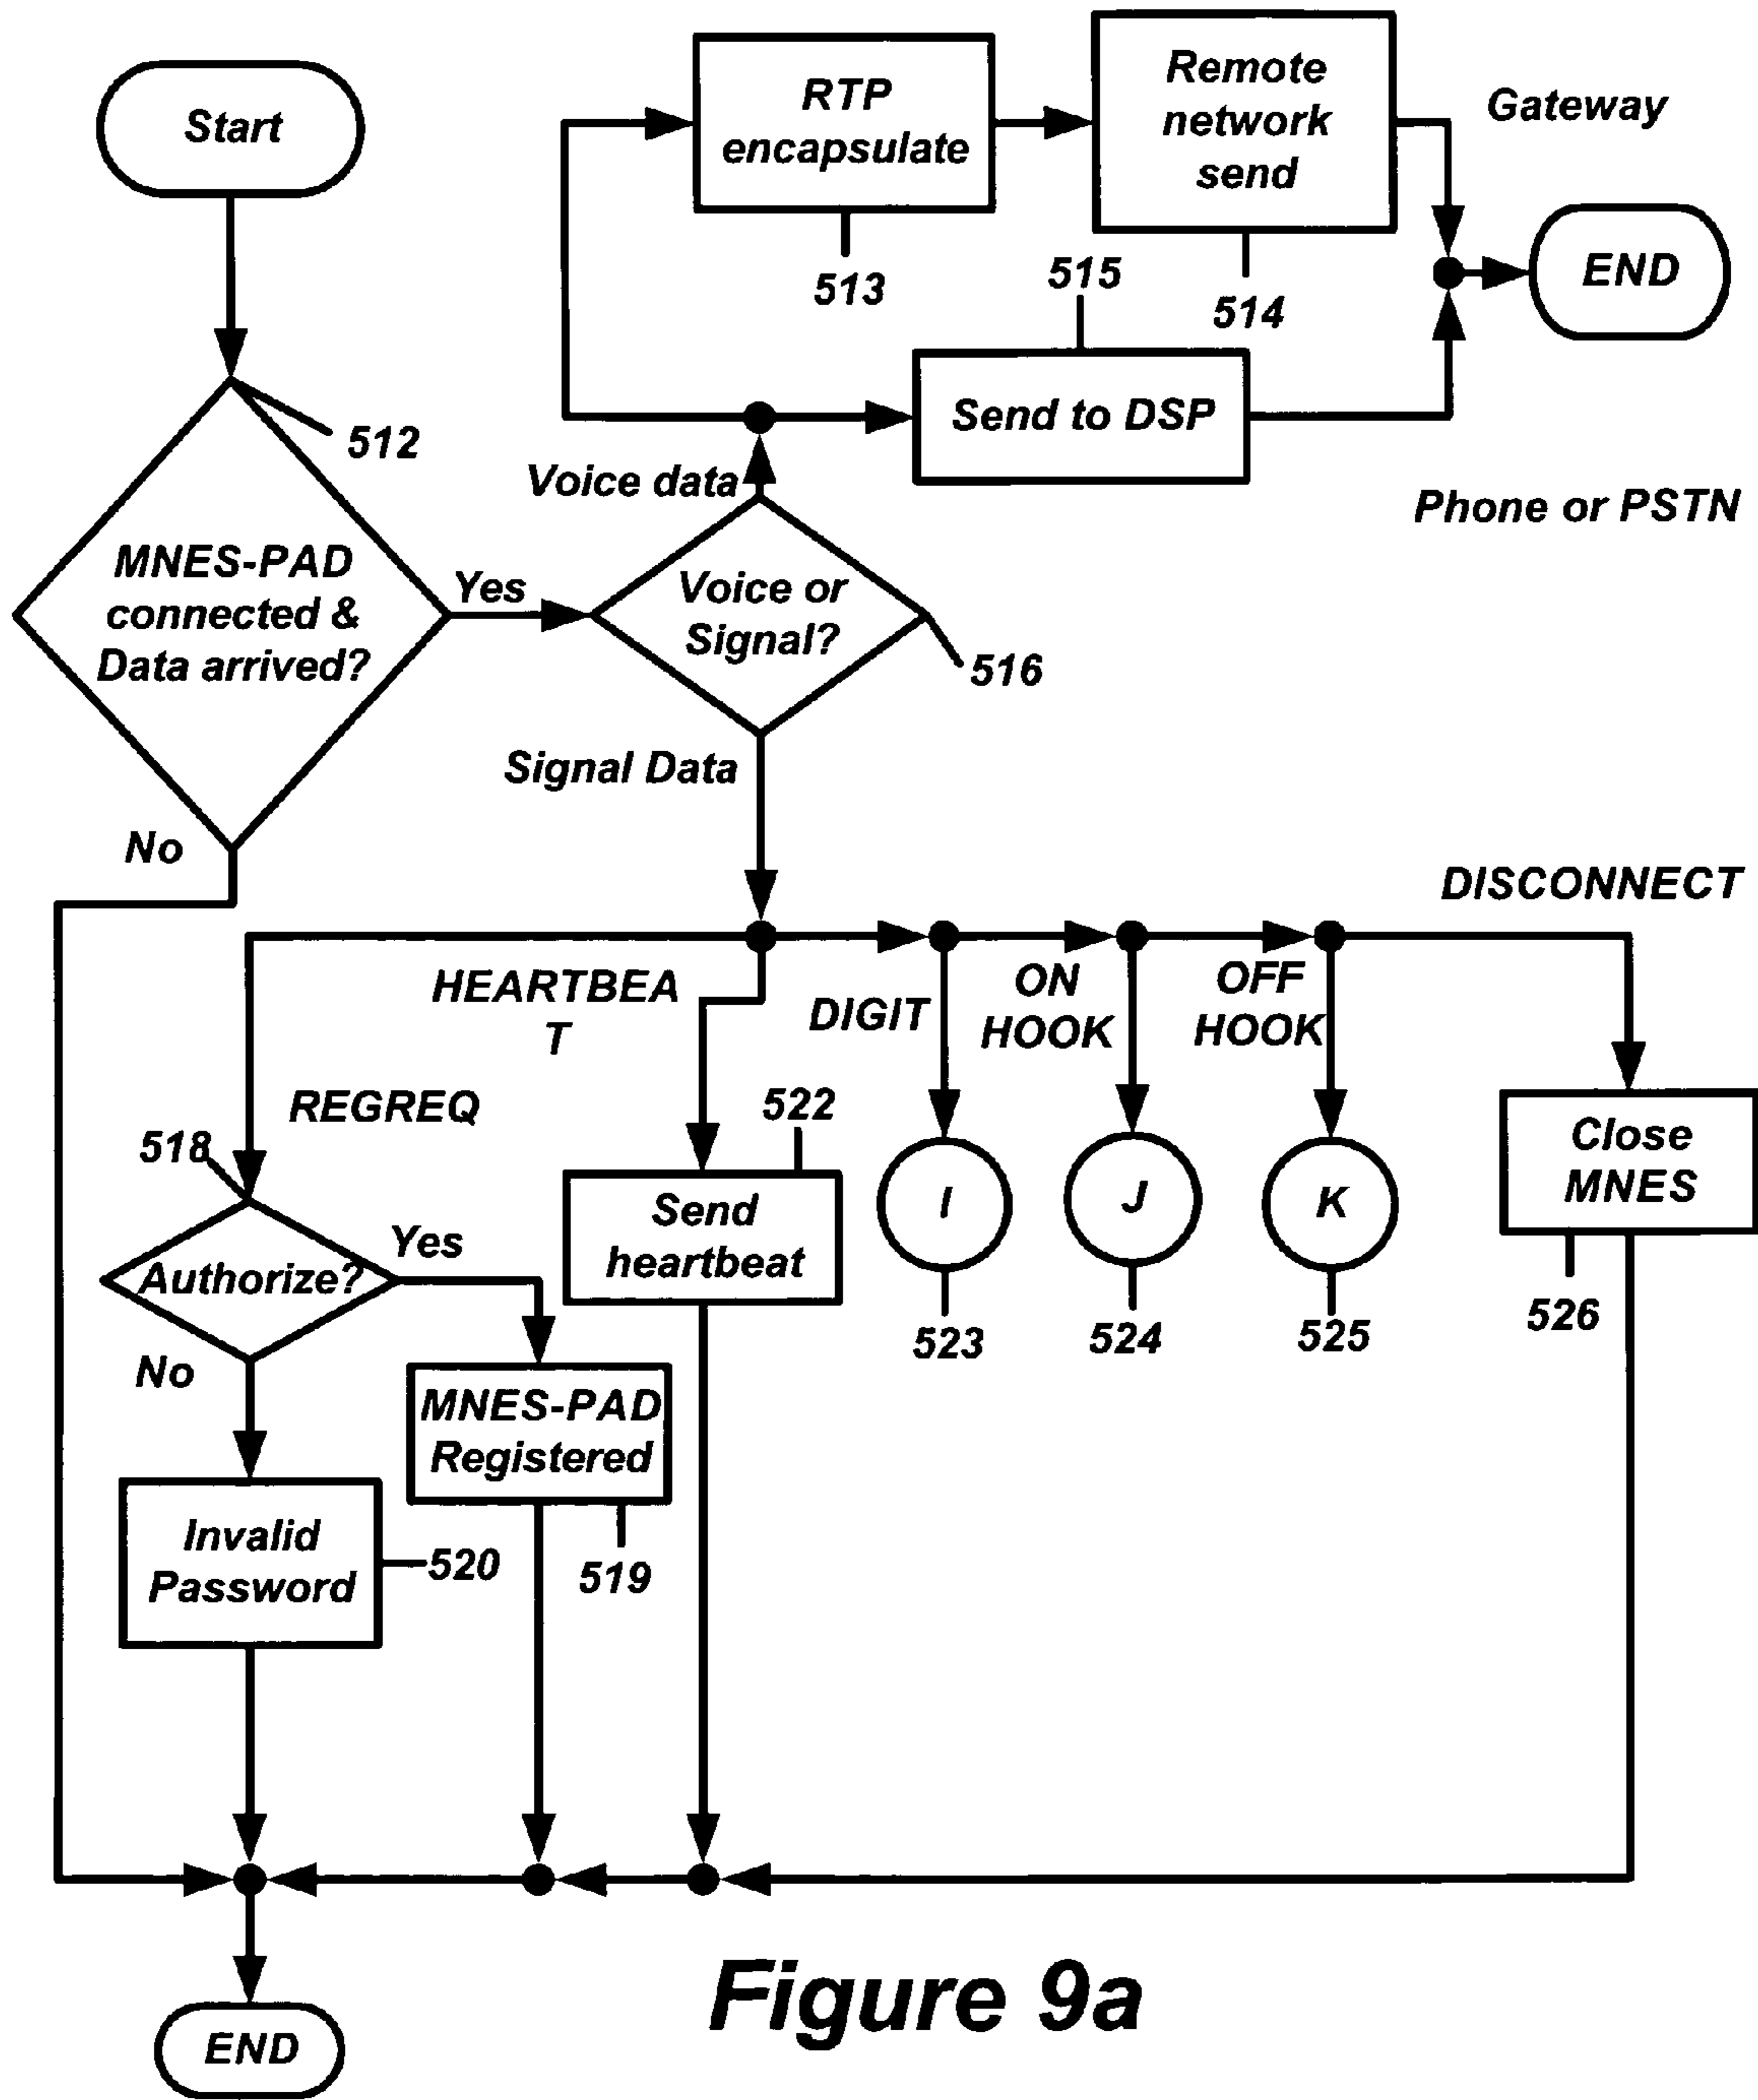 Start
RTP
encapsulate
513
Remote
network
send
514
Gateway
END
515
Send to DSP
Phone or PSTN
512
MNES-PAD
connected &
Data arrived?
Yes
No
Voice data
Voice or
Signal?
516
Signal Data
DISCONNECT
HEARTBEA
T
DIGIT
ON
HOOK
OFF
HOOK
REGREQ
518
Authorize?
Yes
No
522
Send
heartbeat
I
523
J
524
K
525
Close
MNES
526
MNES-PAD
Registered
519
Invalid
Password
520
END
Figure 9a